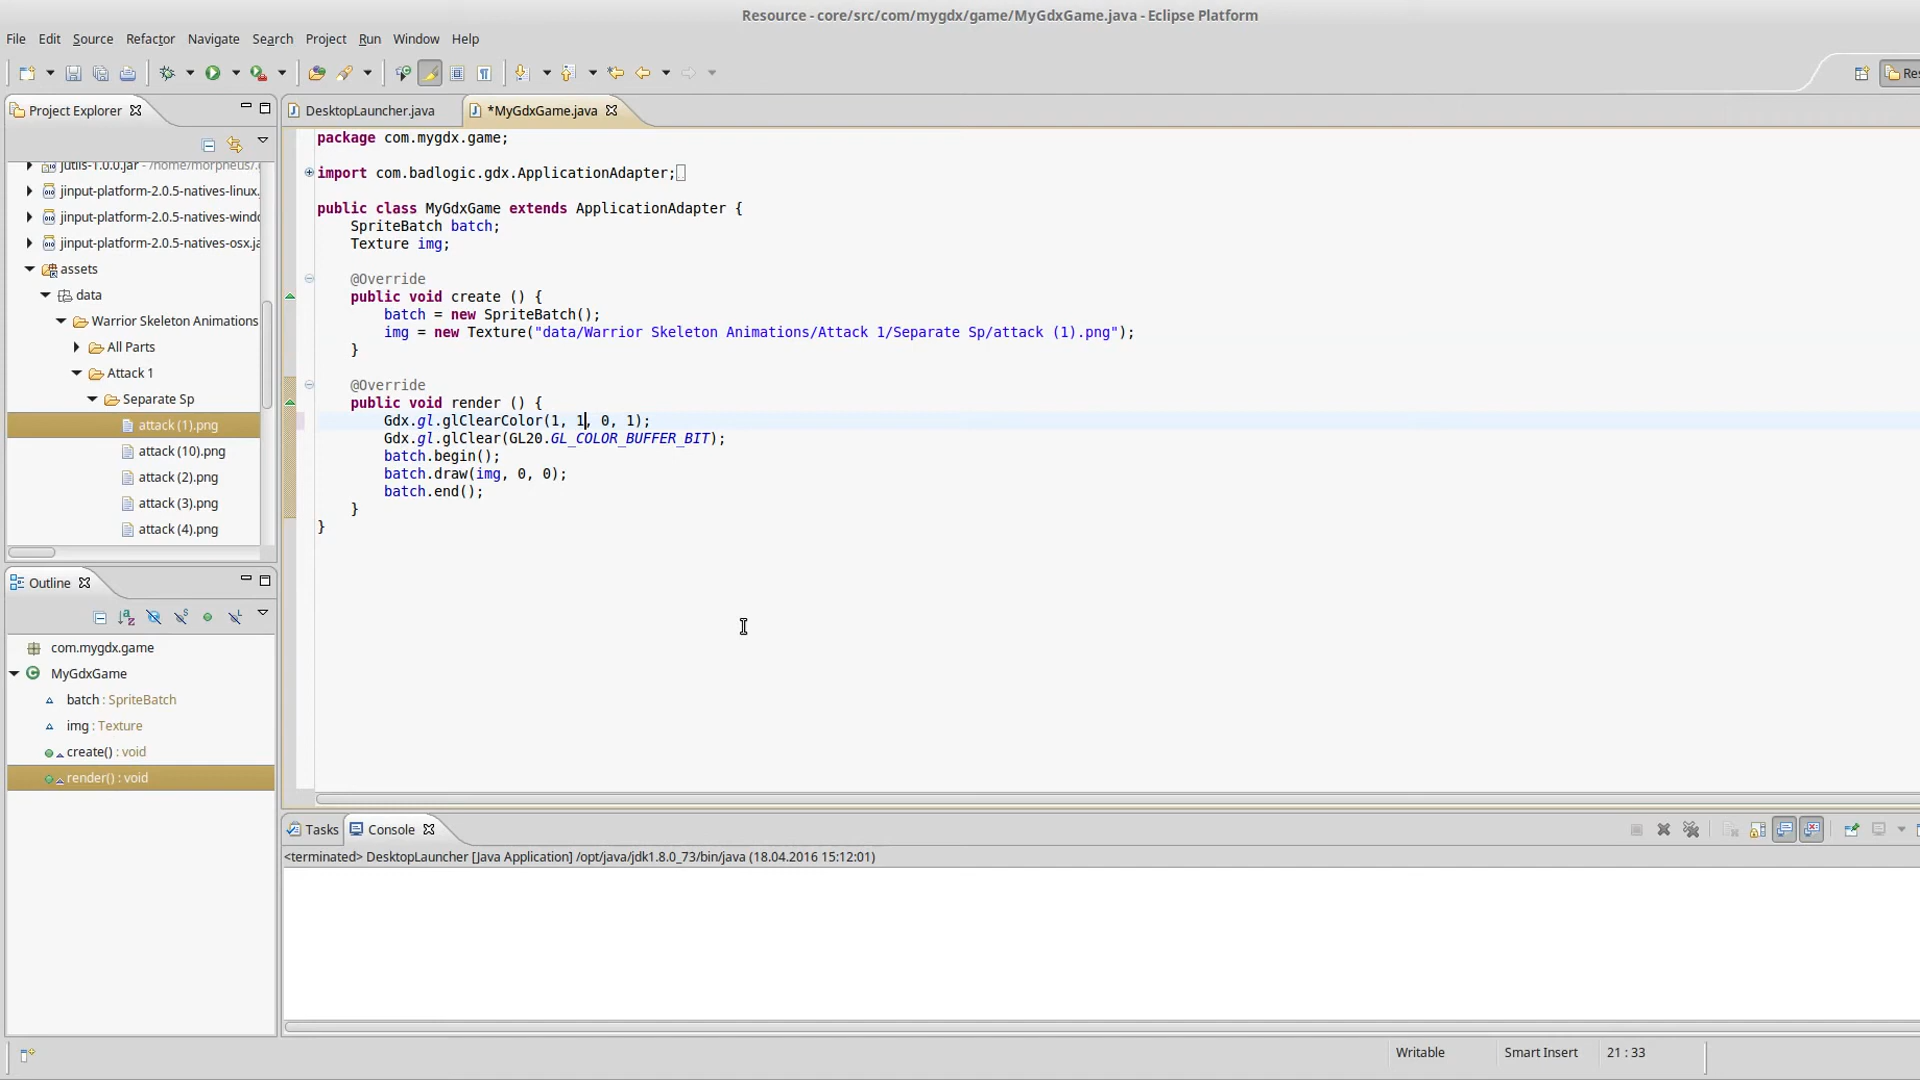 Resource - core/src/com/mygdx/game/MyGdxGame.java - Eclipse Platform
File Edit Source Refactor Navigate Search Project Run Window Help
Project Explorer
DesktopLauncher.java
*MyGdxGame.java
jutils-1.0.0.jar - /home/morpheus/.
jinput-platform-2.0.5-natives-linux.
jinput-platform-2.0.5-natives-windo
jinput-platform-2.0.5-natives-osx.ja
assets
data
Warrior Skeleton Animations
All Parts
Attack 1
Separate Sp
attack (1).png
attack (10).png
attack (2).png
attack (3).png
attack (4).png
package com.mygdx.game;
import com.badlogic.gdx.ApplicationAdapter;
public class MyGdxGame extends ApplicationAdapter {
SpriteBatch batch;
Texture img;
@Override
public void create () {
batch = new SpriteBatch();
img = new Texture("data/Warrior Skeleton Animations/Attack 1/Separate Sp/attack (1).png");
}
@Override
public void render () {
Gdx.gl.glClearColor(1, 1, 0, 1);
Gdx.gl.glClear(GL20.GL_COLOR_BUFFER_BIT);
batch.begin();
batch.draw(img, 0, 0);
batch.end();
}
}
Outline
com.mygdx.game
MyGdxGame
batch : SpriteBatch
img : Texture
create() : void
render() : void
Tasks
Console
<terminated> DesktopLauncher [Java Application] /opt/java/jdk1.8.0_73/bin/java (18.04.2016 15:12:01)
Writable
Smart Insert
21 : 33